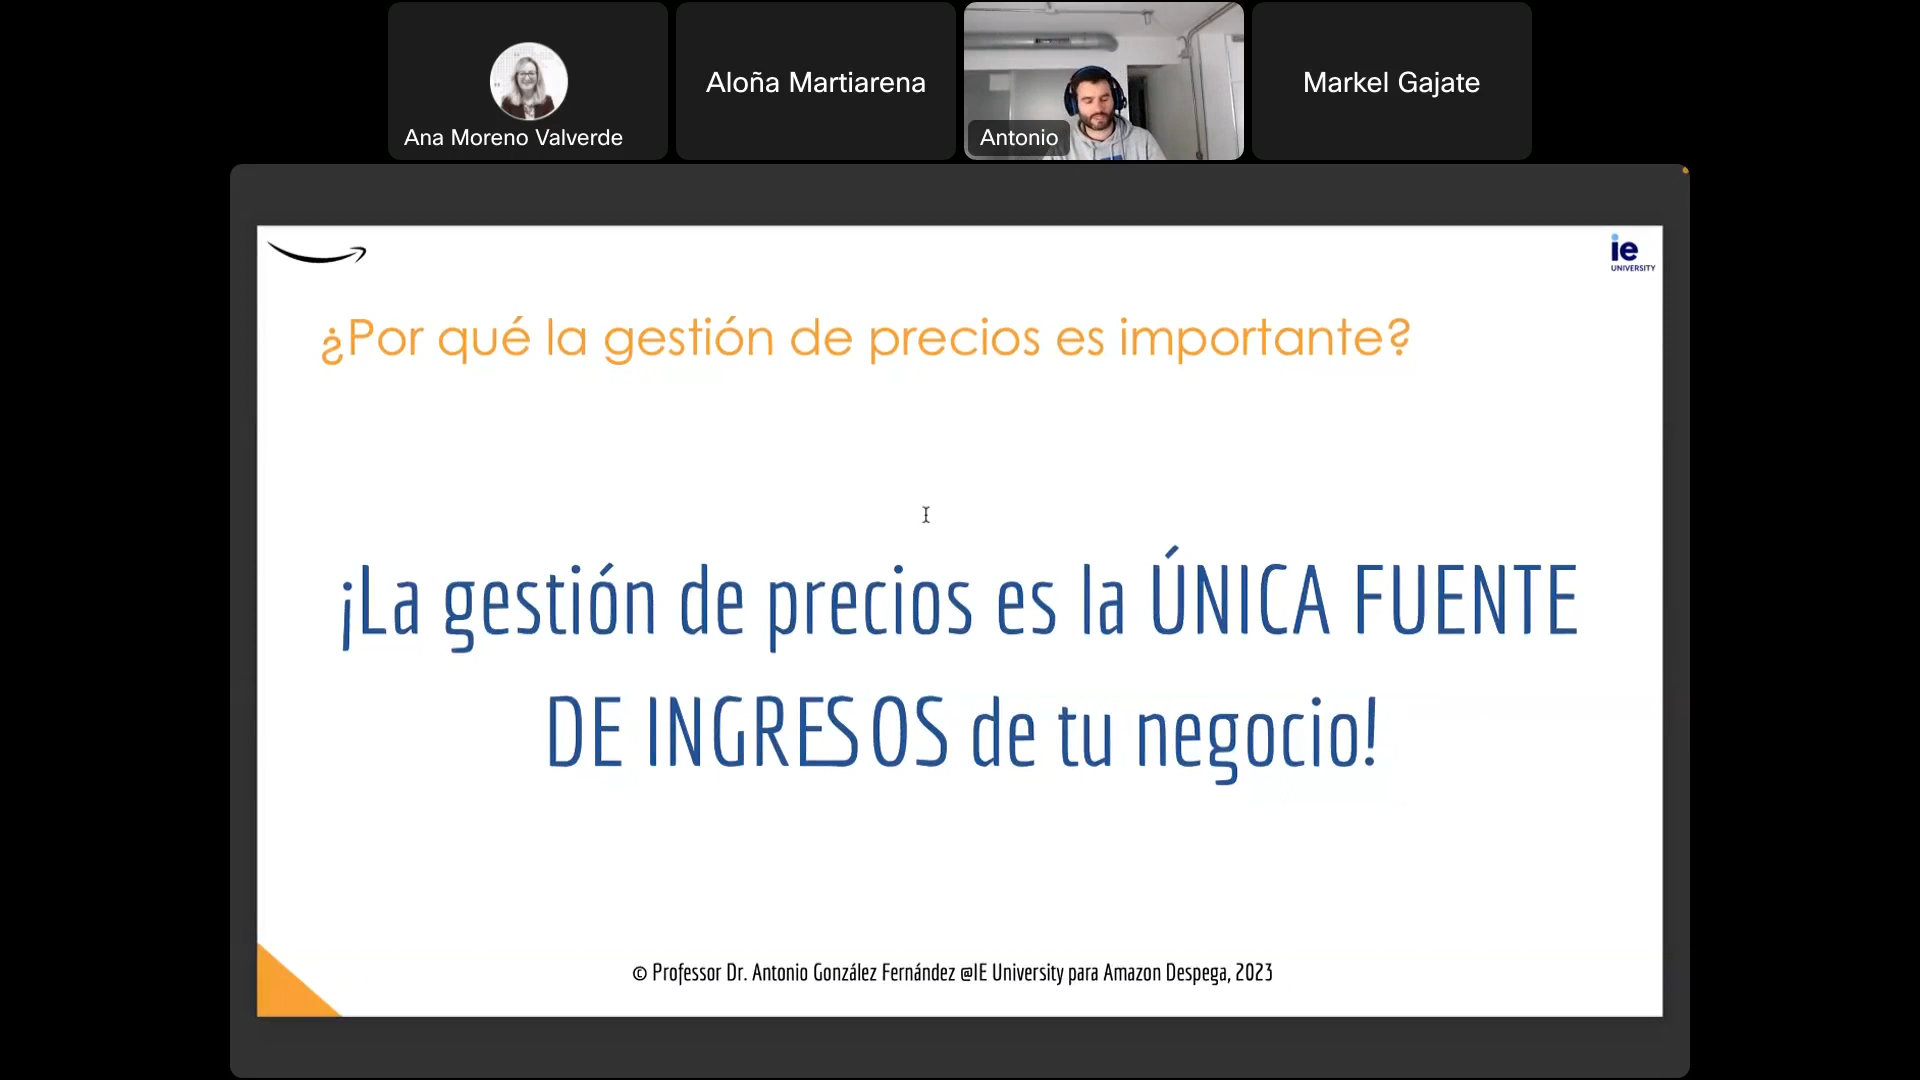 Ana Moreno Valverde
Aloña Martiarena
Antonio
Markel Gajate
ie
UNIVERSITY
¿Por qué la gestión de precios es importante?
¡La gestión de precios es la ÚNICA FUENTE
DE INGRESOS de tu negocio!
© Professor Dr. Antonio González Fernández @IE University para Amazon Despega, 2023